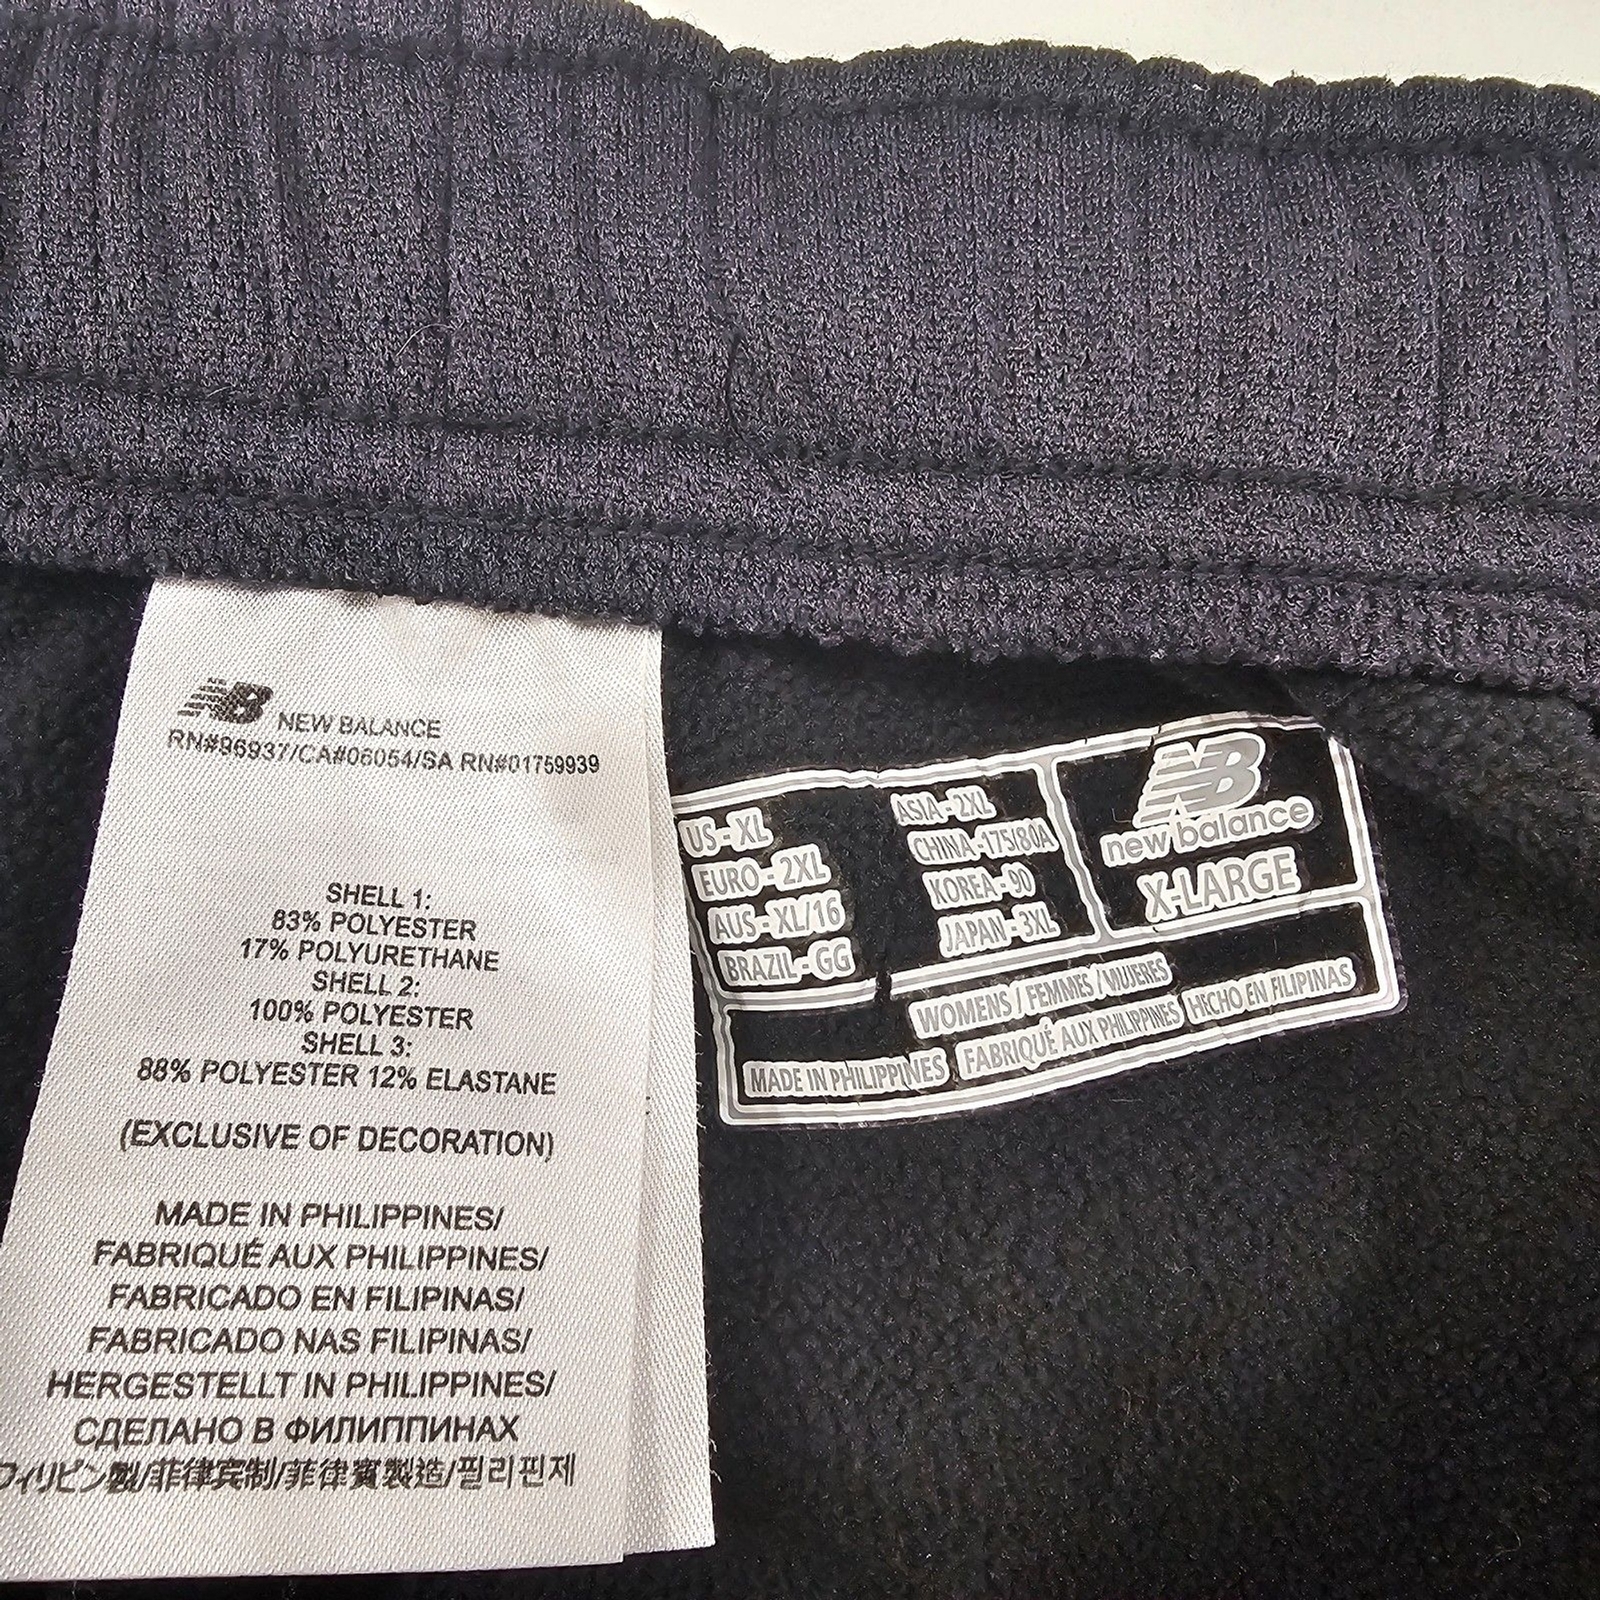 NB NEW BALANCE
RN#96937/CA#06054/SA RN#01759939
SHELL 1:
83% POLYESTER
17% POLYURETHANE
SHELL 2:
100% POLYESTER
SHELL 3:
88% POLYESTER 12% ELASTANE
(EXCLUSIVE OF DECORATION)
MADE IN PHILIPPINES/
FABRIQUÉ AUX PHILIPPINES/
FABRICADO EN FILIPINAS/
FABRICADO NAS FILIPINAS/
HERGESTELLT IN PHILIPPINES/
СДЕЛАНО В ФИЛИППИНАХ
フィリピン製/菲律宾制/菲律賓製造/필리핀제
US - XL
EURO - 2XL
AUS - XL/16
BRAZIL - GG
ASIA - 2XL
CHINA -175/80A
KOREA - 90
JAPAN - 3XL
NB
new balance
X-LARGE
WOMENS / FEMMES / MUJERES
MADE IN PHILIPPINES FABRIQUÉ AUX PHILIPPINES HECHO EN FILIPINAS